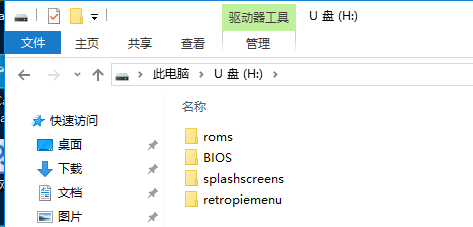 驱动器工具 U 盘 (H:)
文件 主页 共享 查看 管理
此电脑 U 盘 (H:)
名称
快速访问
桌面
下载
文档
图片
roms
BIOS
splashscreens
retropiemenu